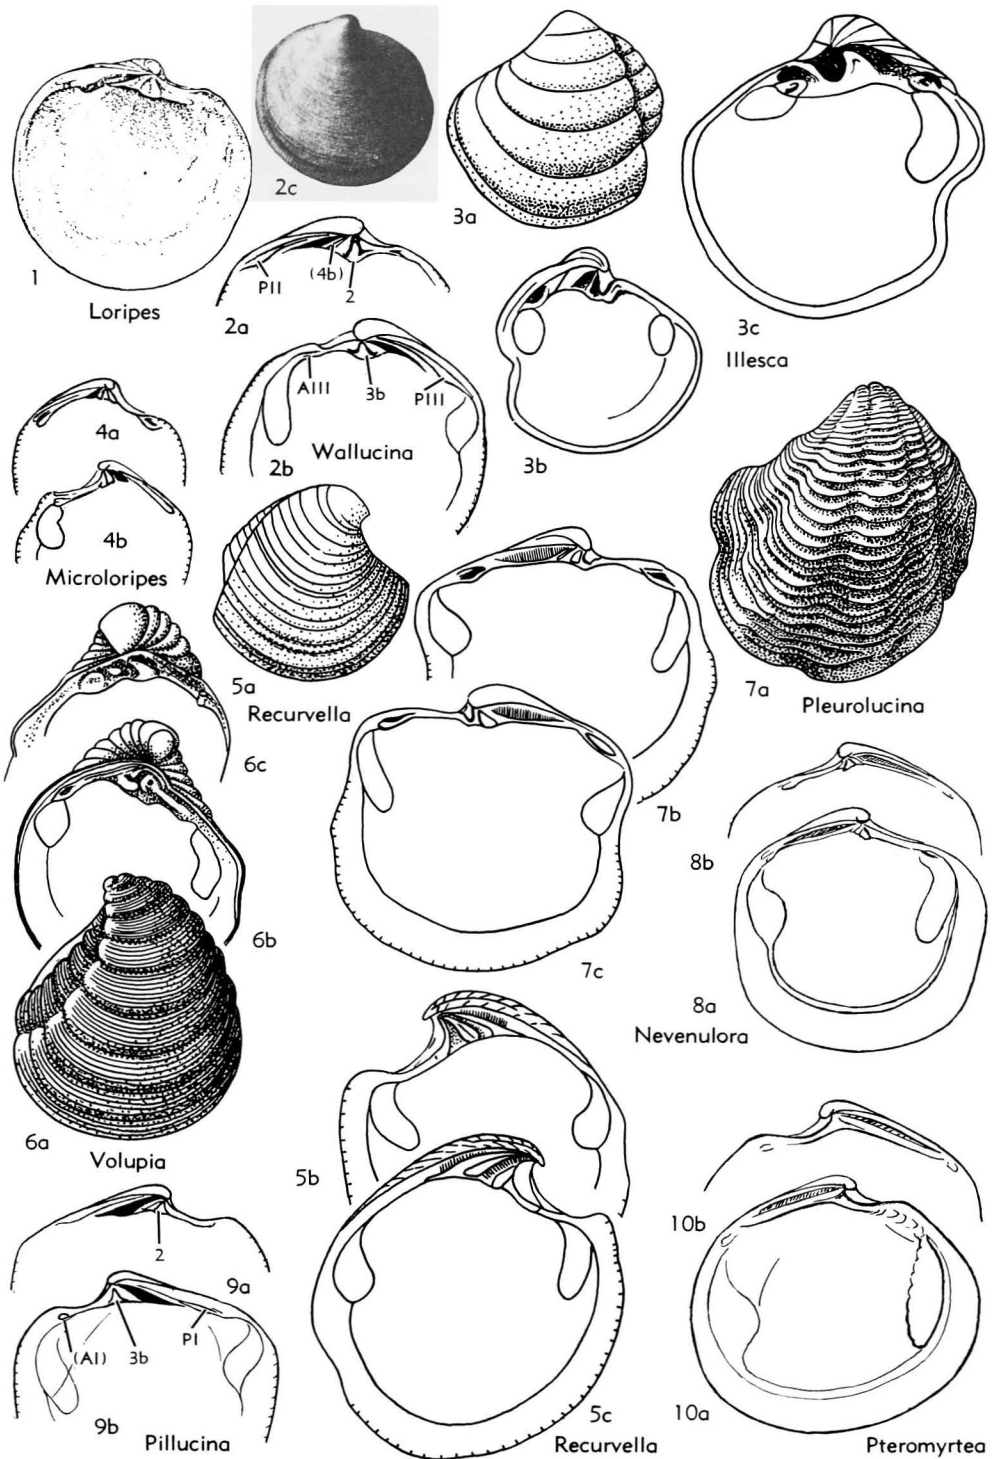 1
Loripes
2c
3a
3c
Illesca
PII
(4b)
2
2a
AIII
3b
PIII
2b
Wallucina
3b
4a
4b
Microloripes
5a
Recurvella
7a
Pleurolucina
6c
7b
8b
6b
7c
8a
Nevenulora
6a
Volupia
5b
10b
2
9a
(AI)
3b
PI
9b
Pillucina
5c
Recurvella
10a
Pteromyrtea